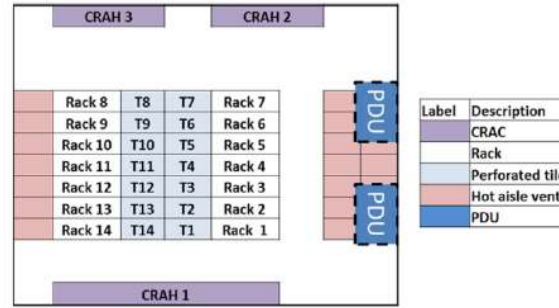 CRAH 3 CRAH 2
Rack 8 T8 T7 Rack 7
Rack 9 T9 T6 Rack 6
Rack 10 T10 T5 Rack 5
Rack 11 T11 T4 Rack 4
Rack 12 T12 T3 Rack 3
Rack 13 T13 T2 Rack 2
Rack 14 T14 T1 Rack 1
PDU
PDU
CRAH 1
Label Description
CRAC
Rack
Perforated tile
Hot aisle vent
PDU